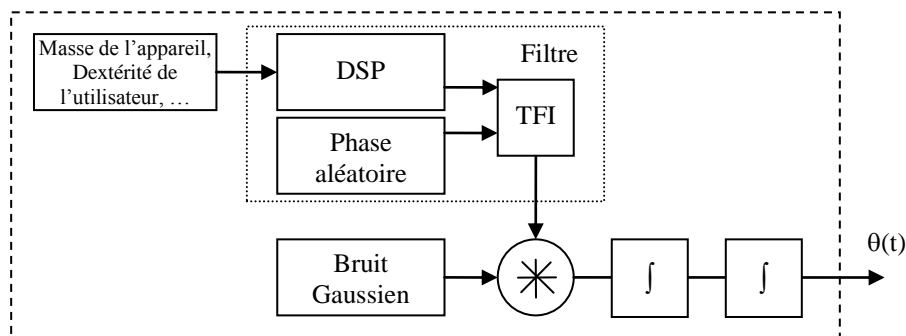 Masse de l’appareil,
Dextérité de
l’utilisateur, …
DSP
Filtre
TFI
Phase
aléatoire
Bruit
Gaussien
∫
∫
θ(t)